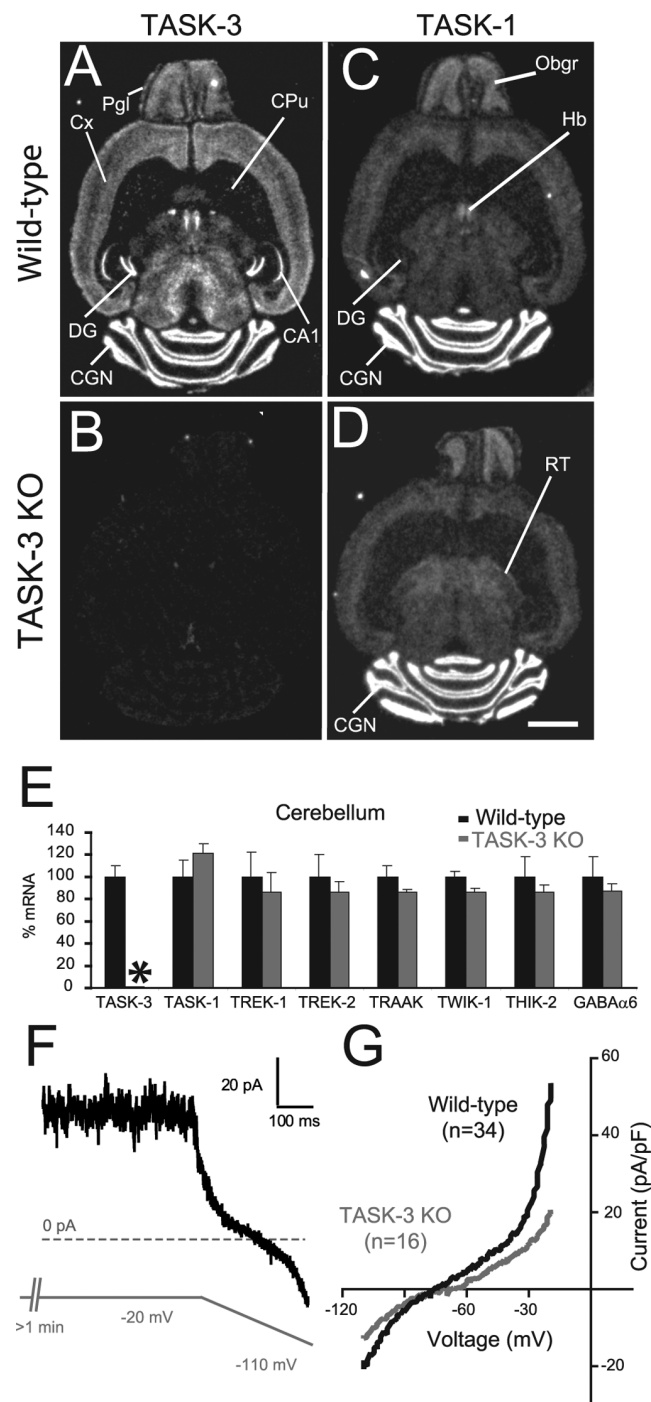 TASK-3
TASK-1
Wild-type
A
Pgl
Cx
CPu
DG
CGN
CA1
C
Obgr
Hb
DG
CGN
TASK-3 KO
B
D
RT
CGN
E
Cerebellum
Wild-type
TASK-3 KO
% mRNA
140
120
100
80
60
40
20
0
*
TASK-3 TASK-1 TREK-1 TREK-2 TRAAK TWIK-1 THIK-2 GABAα6
F
20 pA
100 ms
0 pA
>1 min
-20 mV
-110 mV
G
Wild-type
(n=34)
TASK-3 KO
(n=16)
60
40
20
-20
Current (pA/pF)
-120 -90 -60 -30
Voltage (mV)